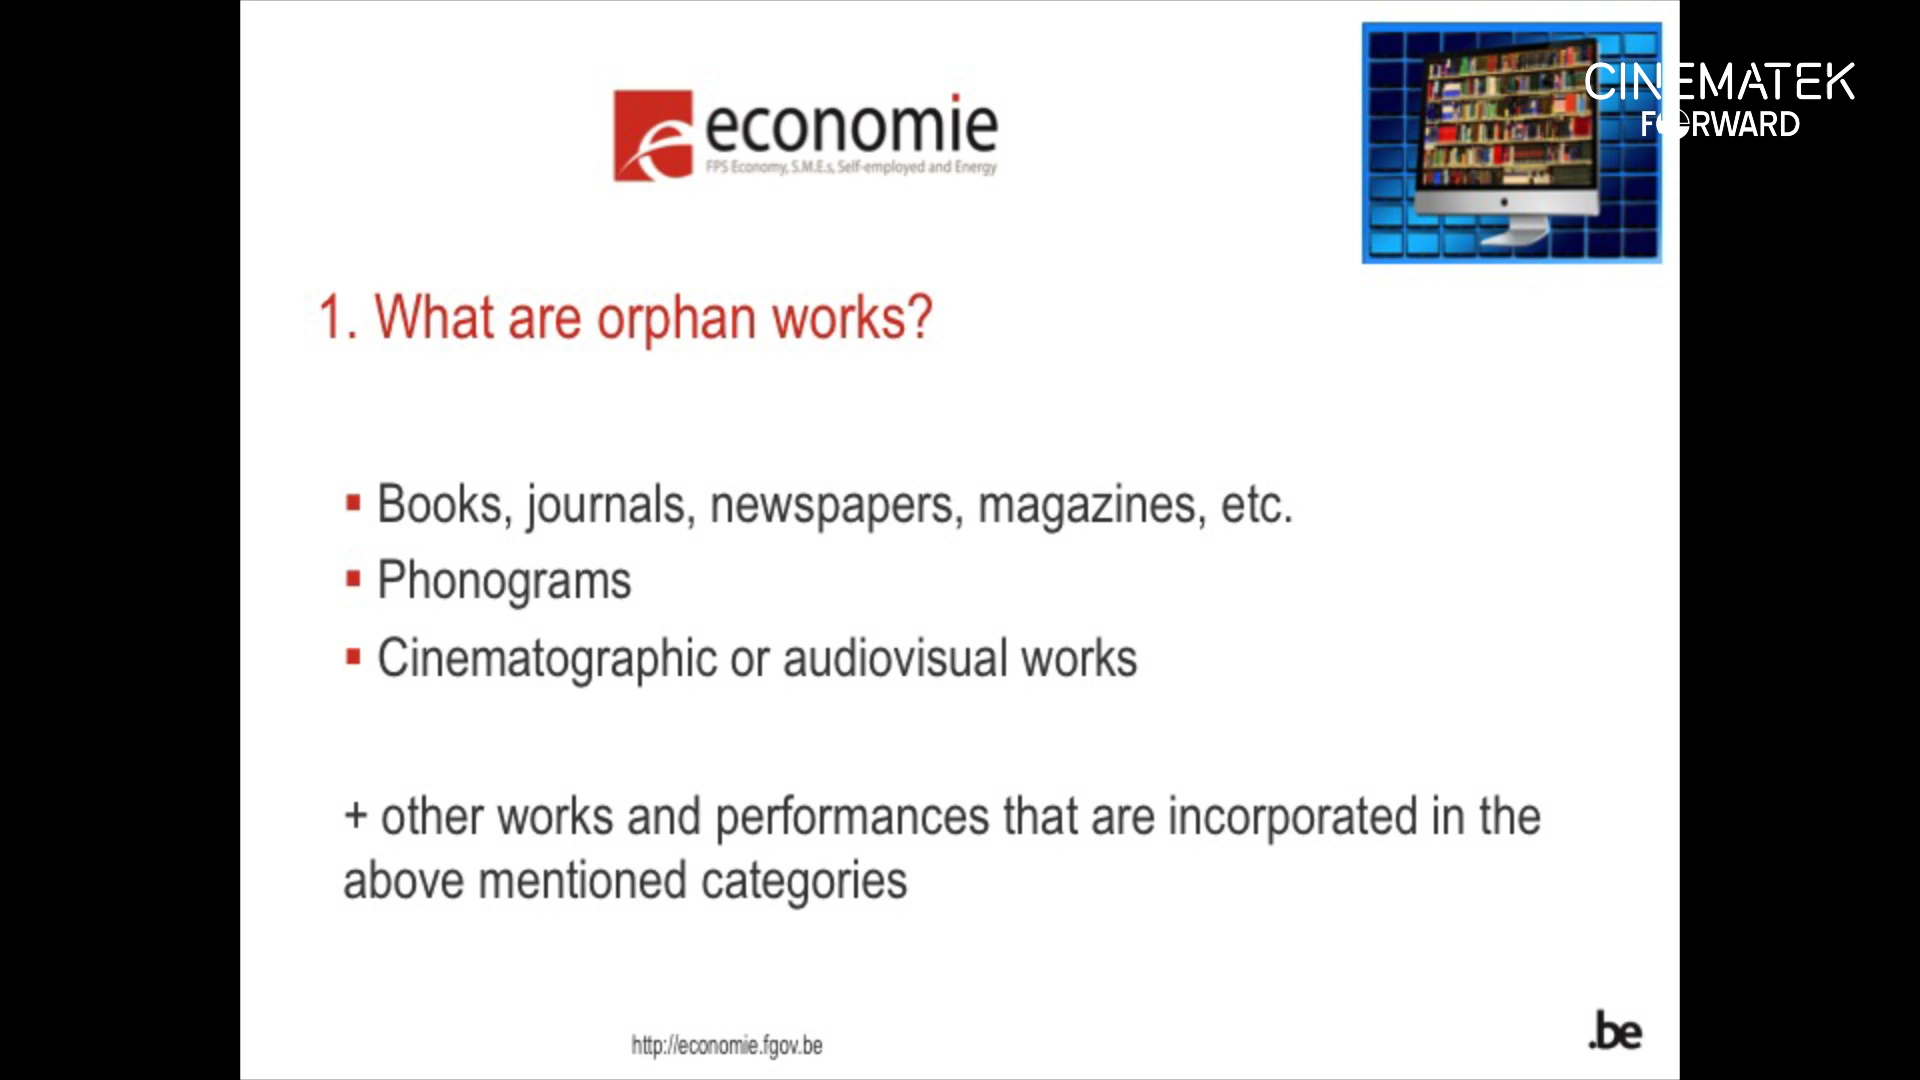 economie
FPS Economy, S.M.E.s, Self-employed and Energy
CINEMATEK
FORWARD
1. What are orphan works?
▪ Books, journals, newspapers, magazines, etc.
▪ Phonograms
▪ Cinematographic or audiovisual works
+ other works and performances that are incorporated in the
above mentioned categories
http://economie.fgov.be
.be